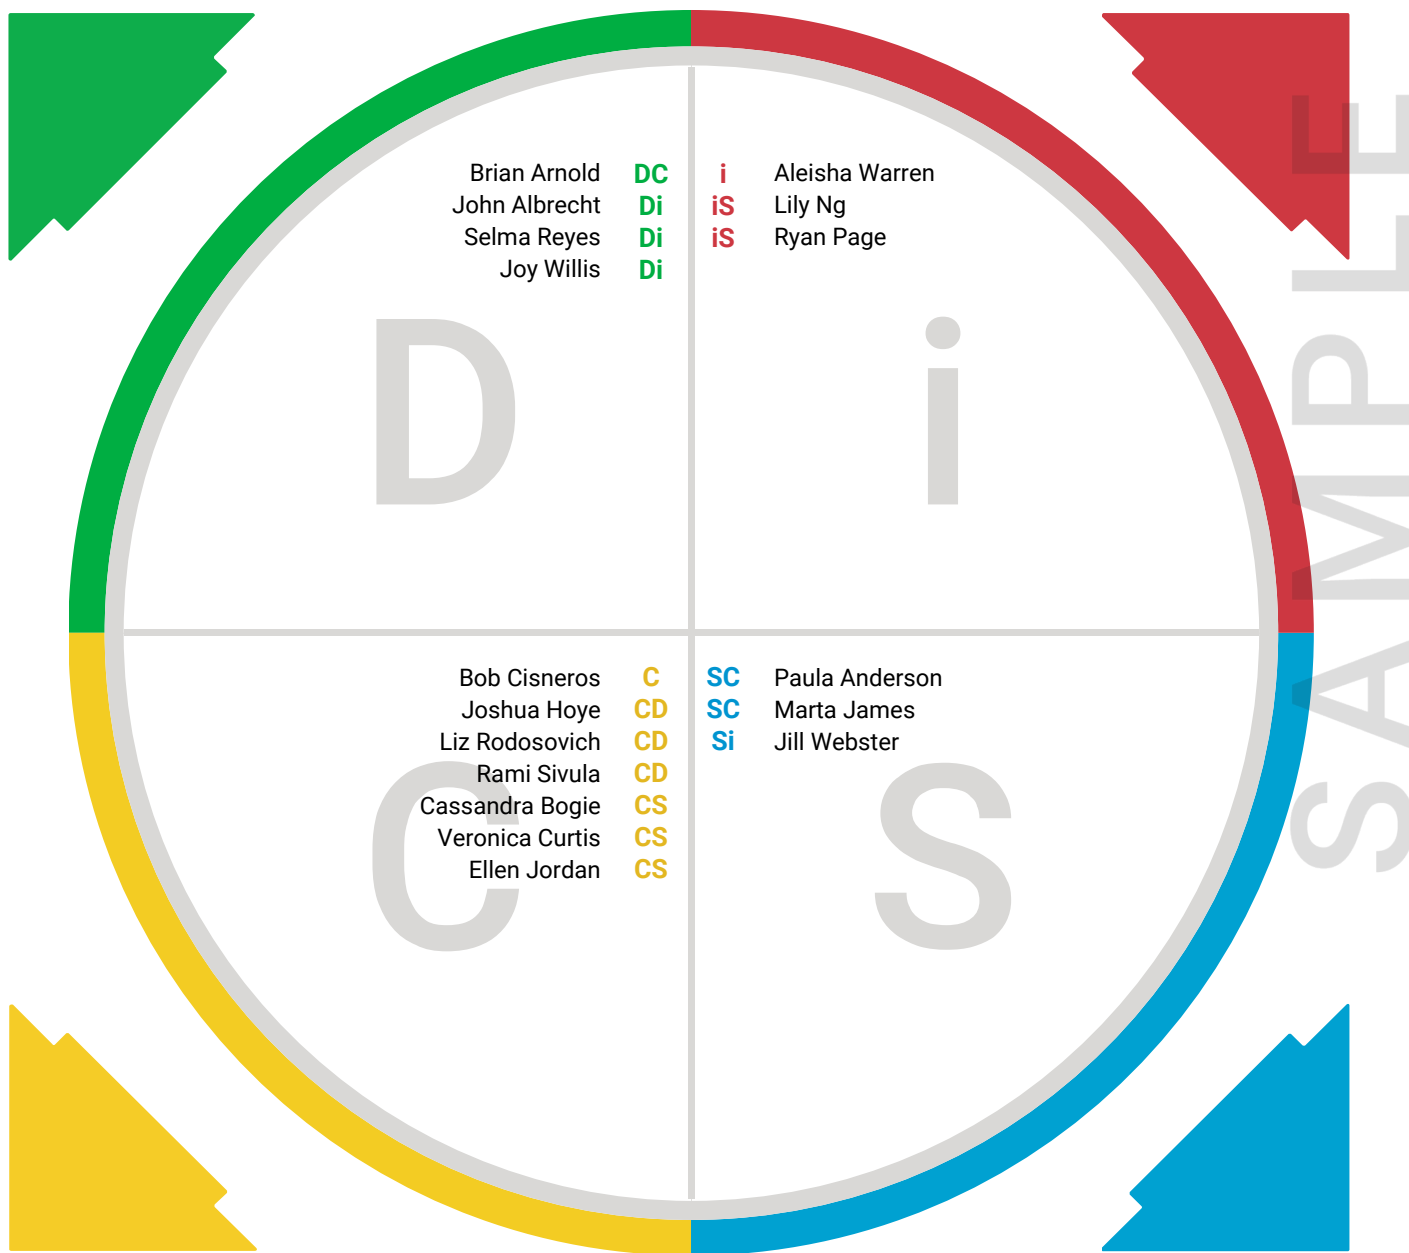 Brian Arnold DC
John Albrecht Di
Selma Reyes Di
Joy Willis Di
i Aleisha Warren
iS Lily Ng
iS Ryan Page
D
i
Bob Cisneros C
Joshua Hoye CD
Liz Rodosovich CD
Rami Sivula CD
Cassandra Bogie CS
Veronica Curtis CS
Ellen Jordan CS
SC Paula Anderson
SC Marta James
Si Jill Webster
C
S
SAMPLE